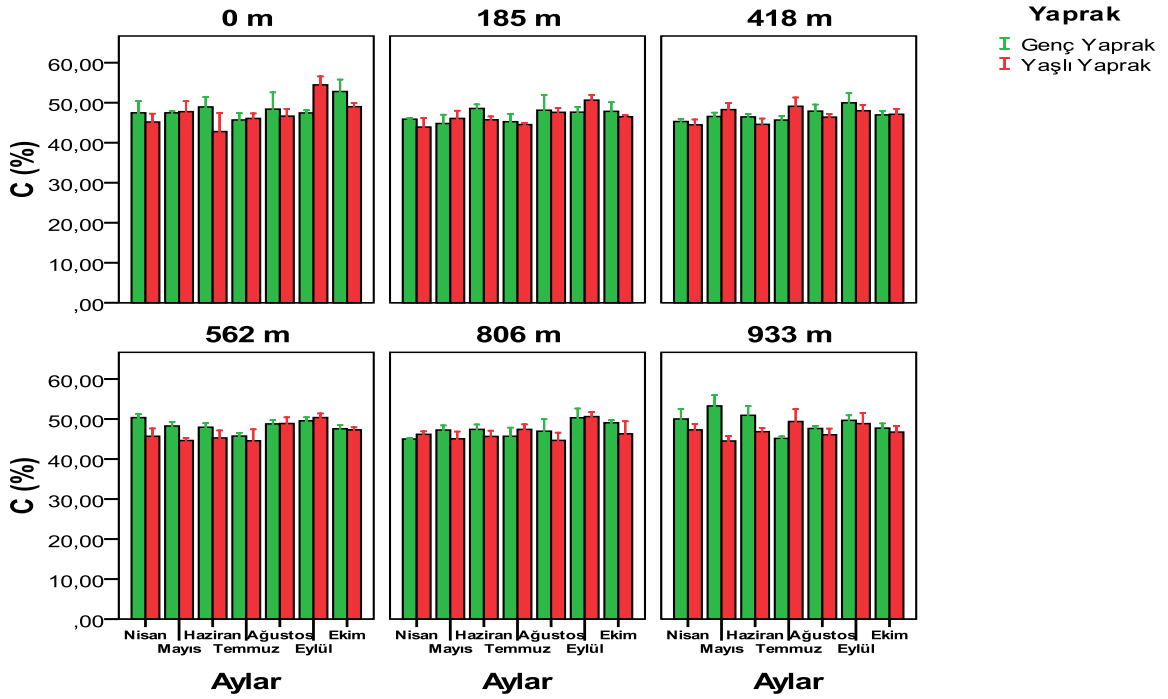 0 m 185 m 418 m
Yaprak
Genç Yaprak
Yaşlı Yaprak
C (%)
60,00
50,00
40,00
30,00
20,00
10,00
,00
562 m 806 m 933 m
C (%)
60,00
50,00
40,00
30,00
20,00
10,00
,00
Nisan Haziran Ağustos Ekim Nisan Haziran Ağustos Ekim Nisan Haziran Ağustos Ekim
Mayıs Temmuz Eylül Mayıs Temmuz Eylül Mayıs Temmuz Eylül
Aylar Aylar Aylar